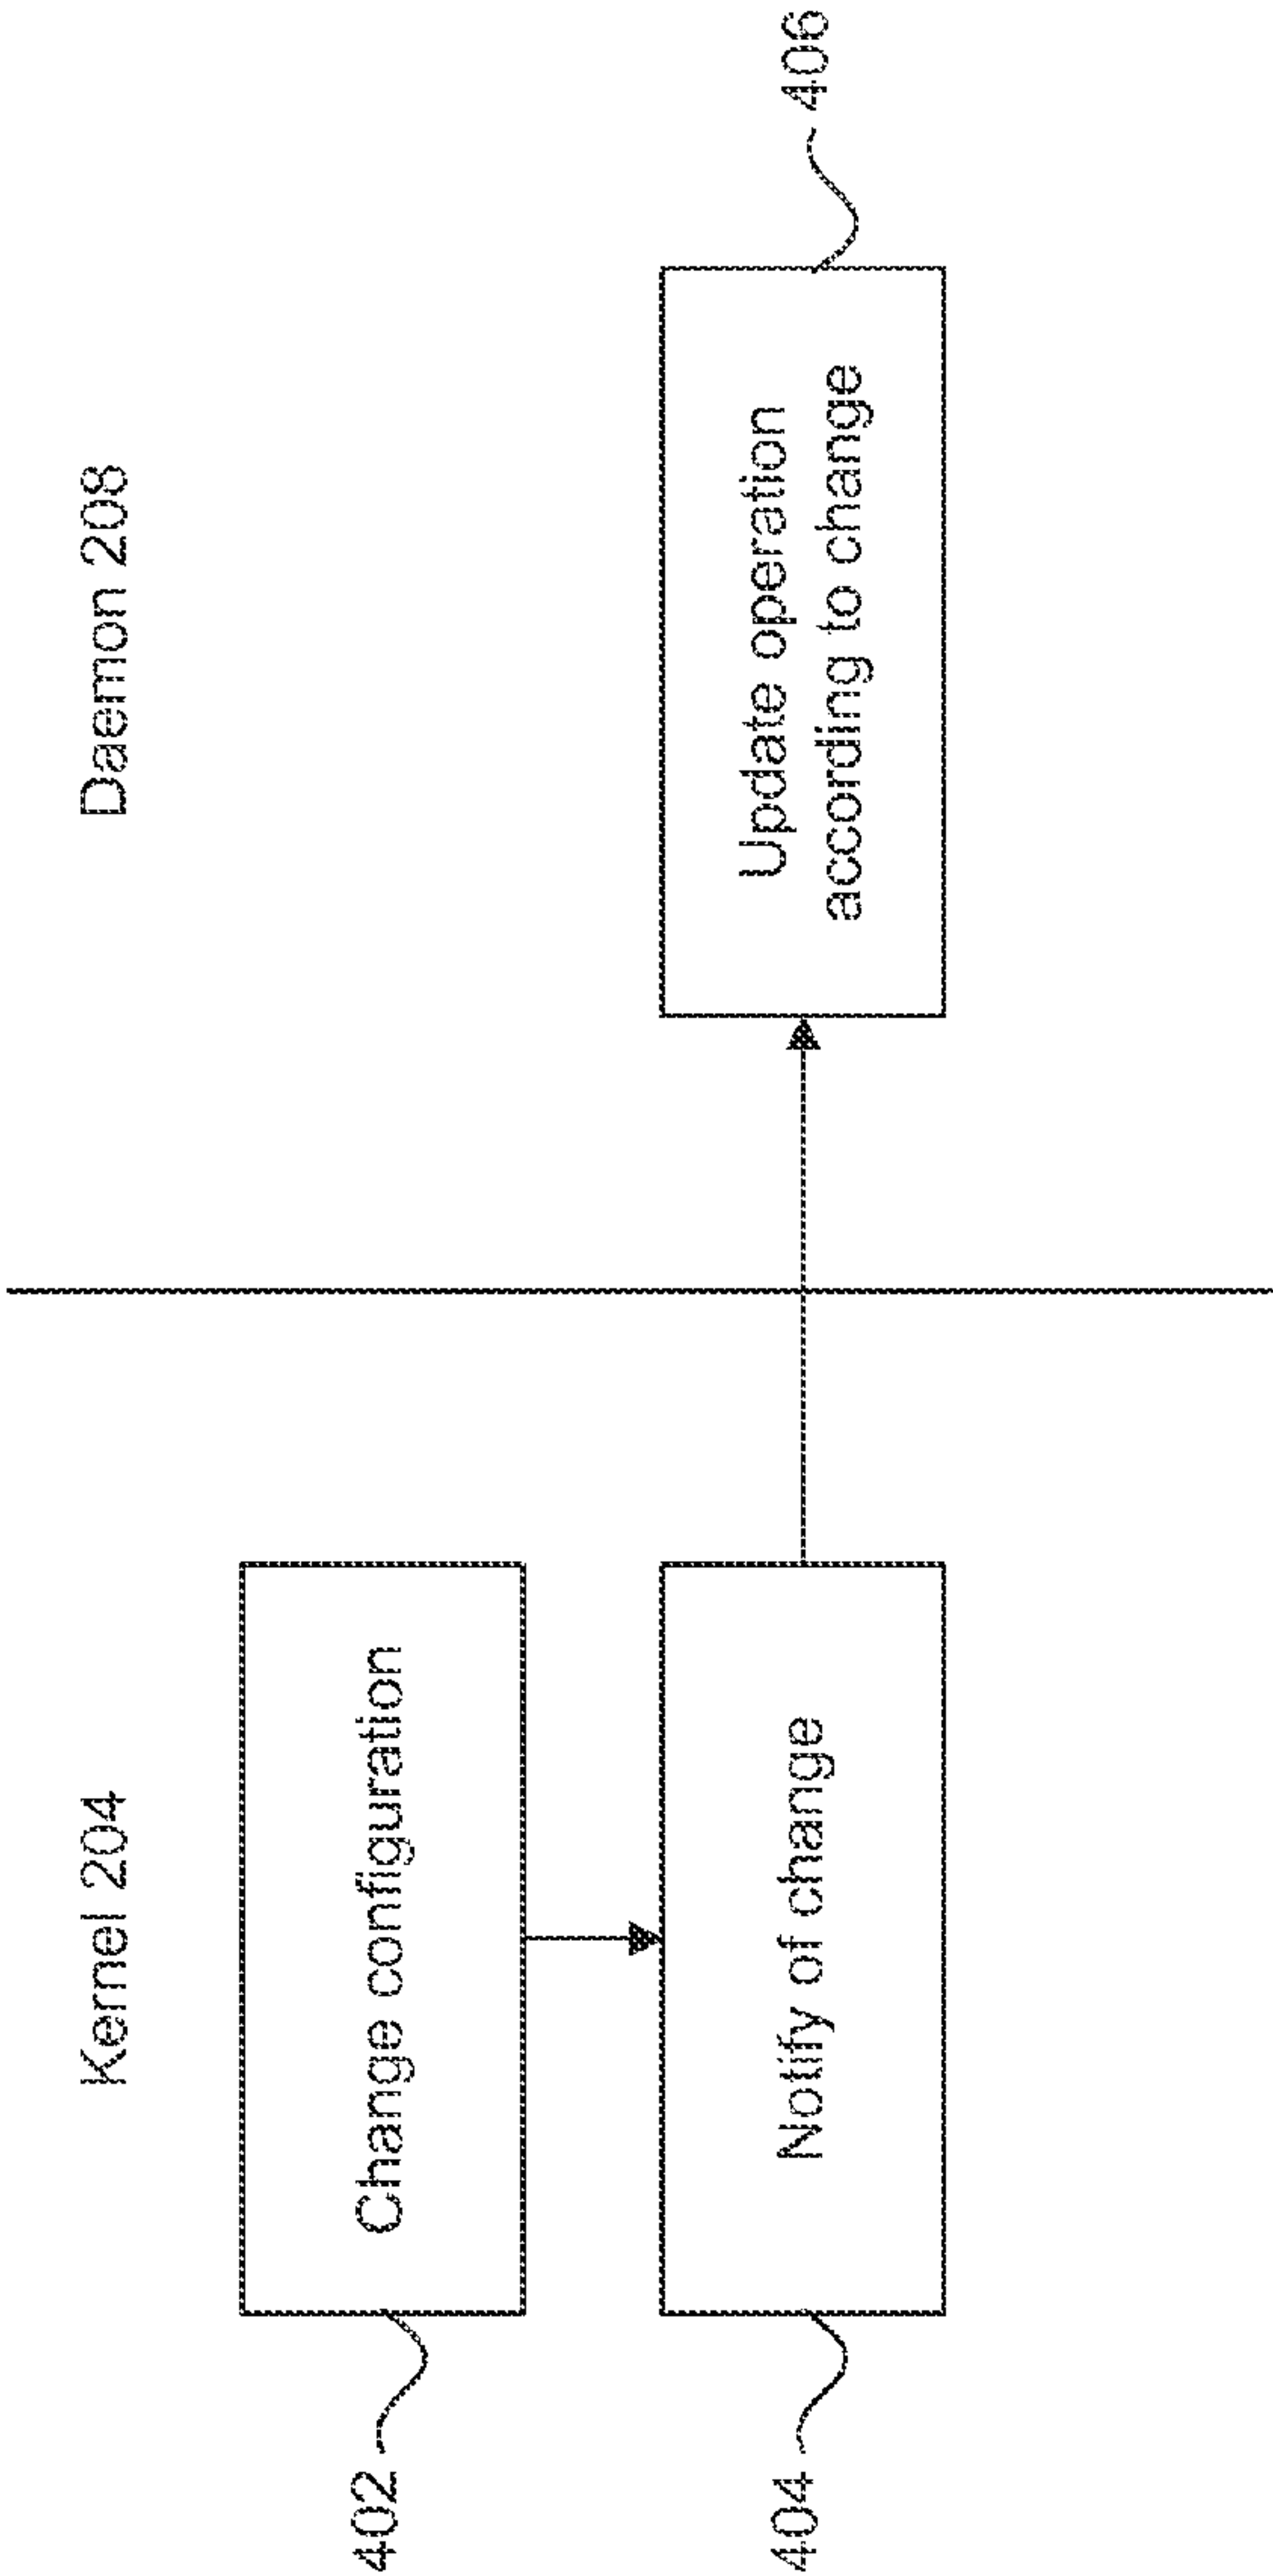 Kernel 204
Daemon 208
402
Change configuration
404
Notify of change
Update operation
according to change
406